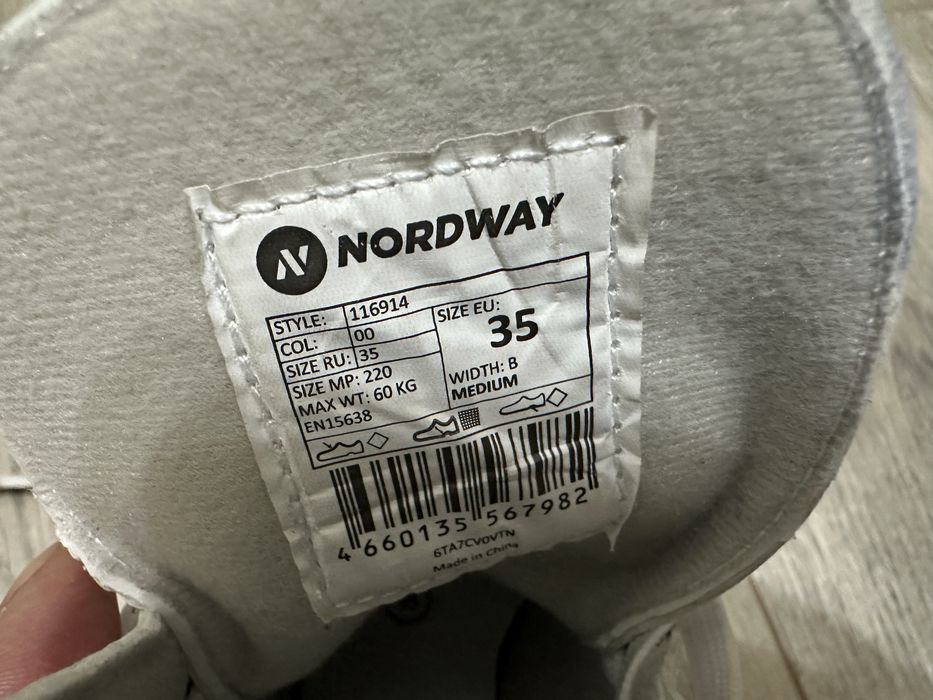 NORDWAY
STYLE: 116914
COL: 00
SIZE RU: 35
SIZE MP: 220
MAX WT: 60 KG
EN15638
SIZE EU:
35
WIDTH: B
MEDIUM
4 660135 567982
6TA7CV0VTN
Made in China